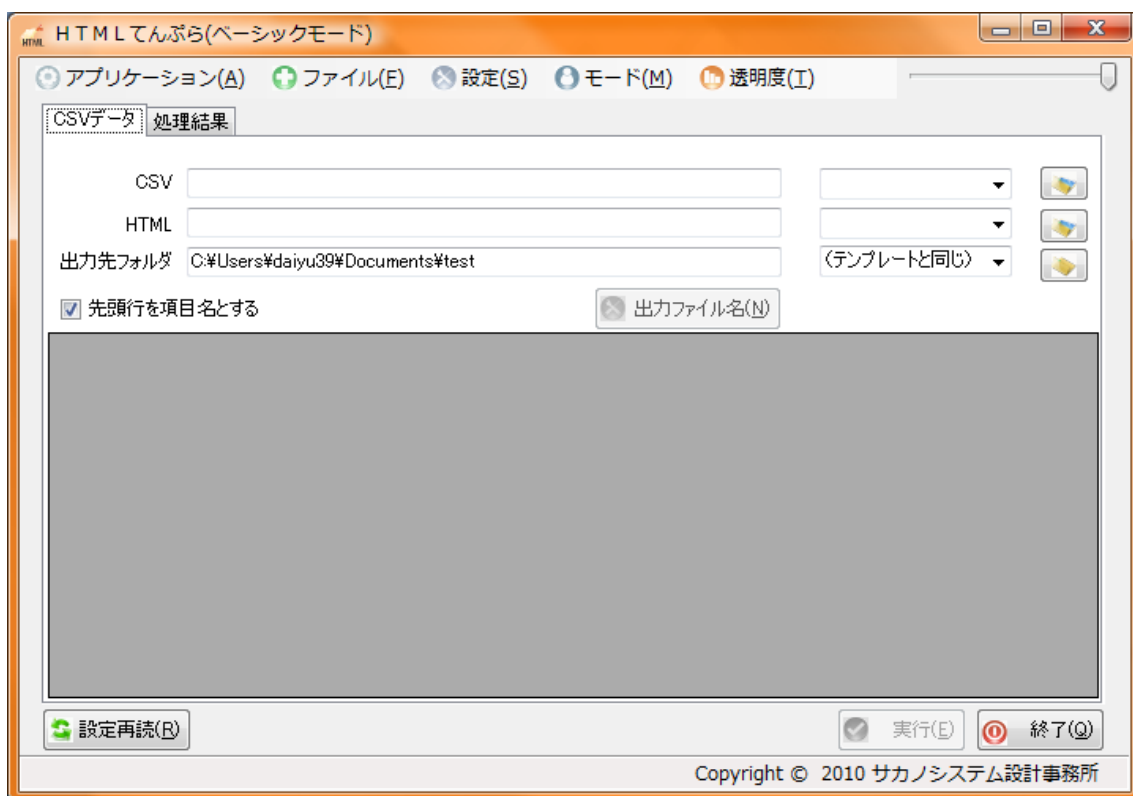 HTMLてんぷら(ベーシックモード)
アプリケーション(A) ファイル(F) 設定(S) モード(M) 透明度(T)
CSVデータ 処理結果
CSV
HTML
出力先フォルダ C:¥Users¥daiyu39¥Documents¥test (テンプレートと同じ)
先頭行を項目名とする 出力ファイル名(N)
設定再読(R) 実行(E) 終了(Q)
Copyright © 2010 サカノシステム設計事務所